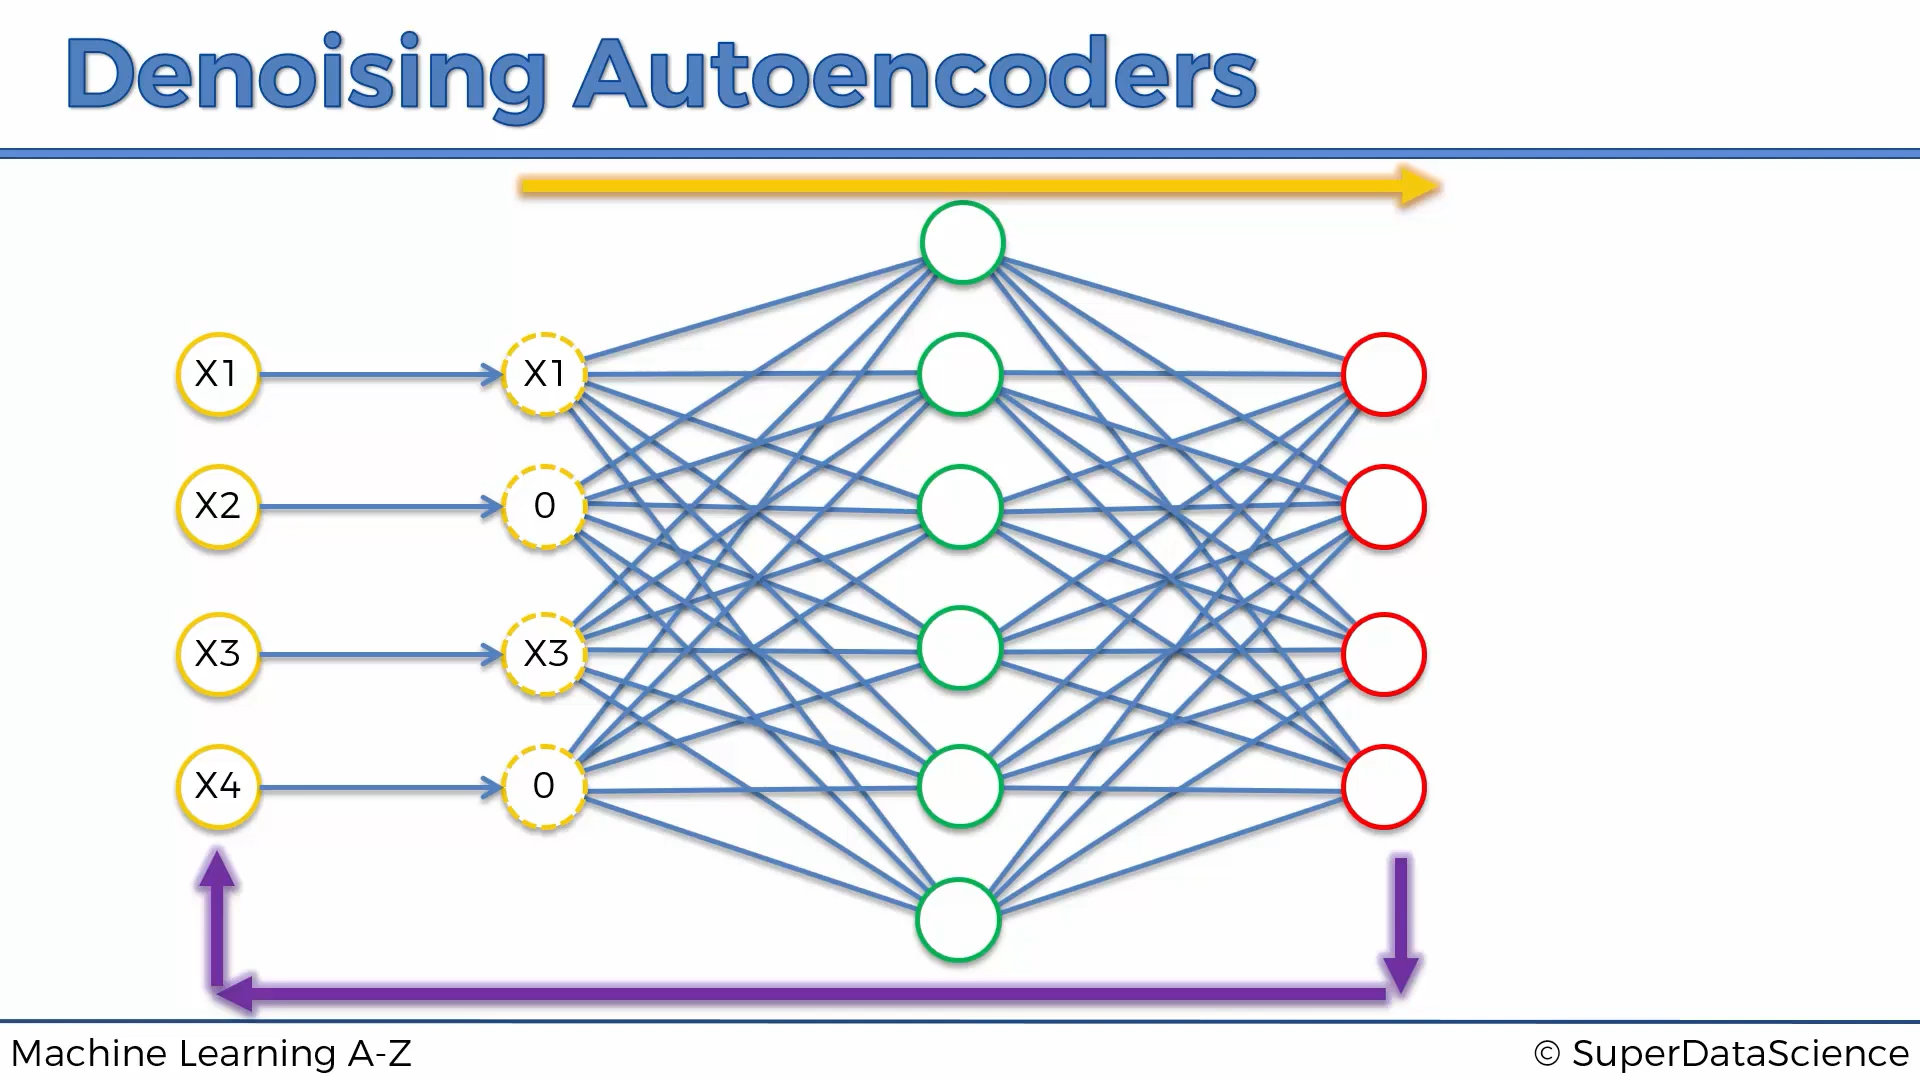 Denoising Autoencoders
X1 X1
X2 0
X3 X3
X4 0
Machine Learning A-Z
© SuperDataScience